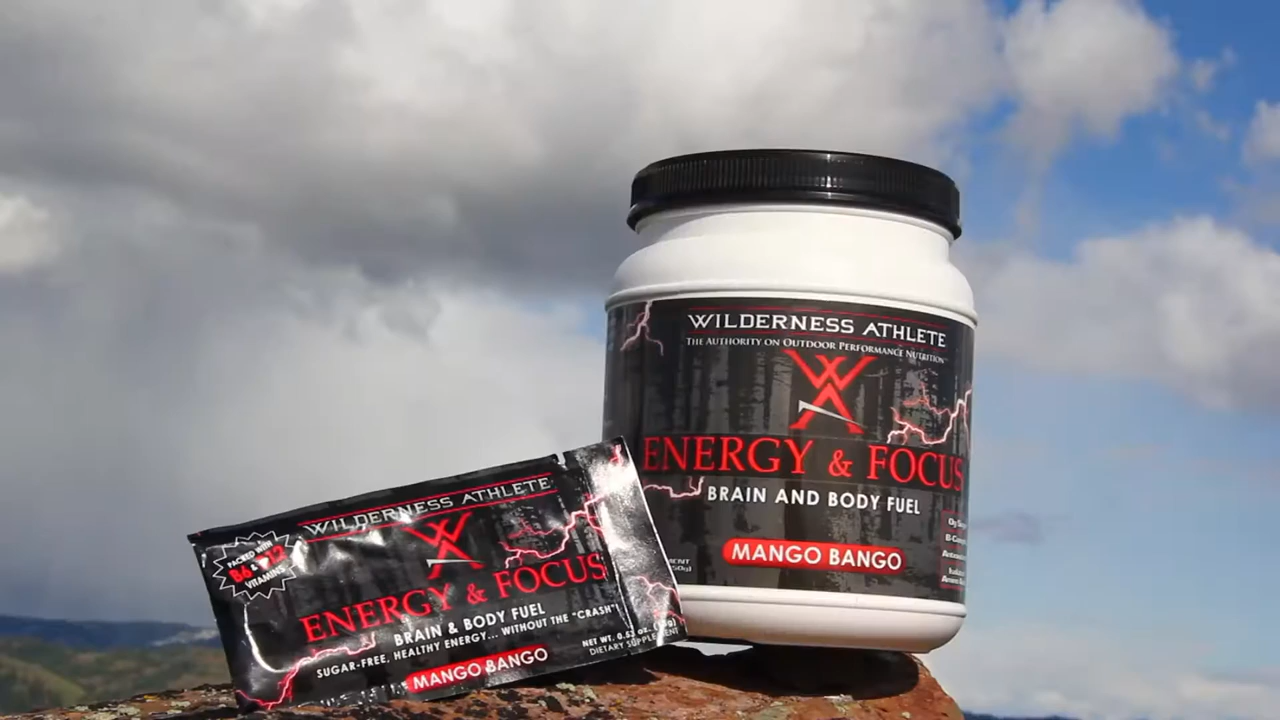 WILDERNESS ATHLETE
THE AUTHORITY ON OUTDOOR PERFORMANCE NUTRITION
ENERGY & FOCUS
BRAIN AND BODY FUEL
MANGO BANGO
WILDERNESS ATHLETE
PACKED WITH
B6 &
VITAMINS
ENERGY & FOCUS
BRAIN & BODY FUEL
SUGAR-FREE, HEALTHY ENERGY... WITHOUT THE "CRASH"
MANGO BANGO
NET WT. 0.53 oz.
DIETARY SUPPLEMENT